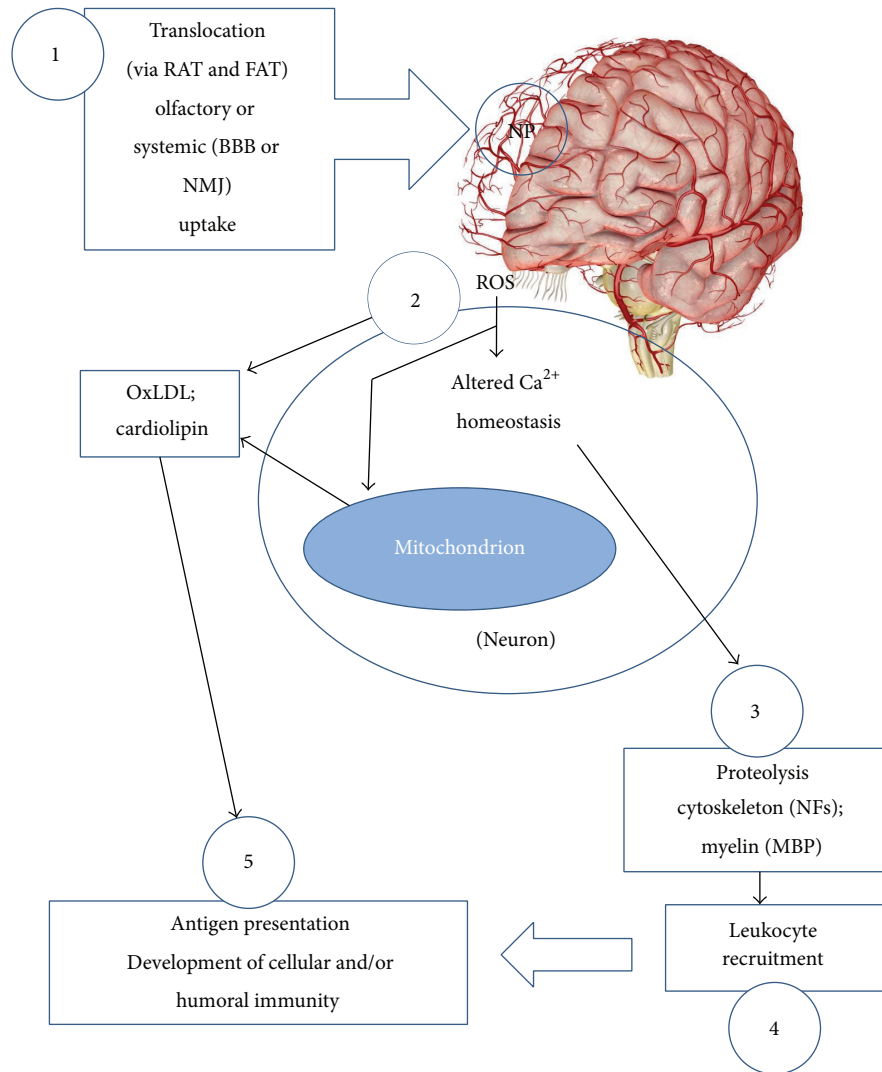 1
Translocation
(via RAT and FAT)
olfactory or
systemic (BBB or
NMJ)
uptake
NP
ROS
2
OxLDL;
cardiolipin
Altered Ca²⁺
homeostasis
Mitochondrion
(Neuron)
3
Proteolysis
cytoskeleton (NFs);
myelin (MBP)
5
Antigen presentation
Development of cellular and/or
humoral immunity
Leukocyte
recruitment
4